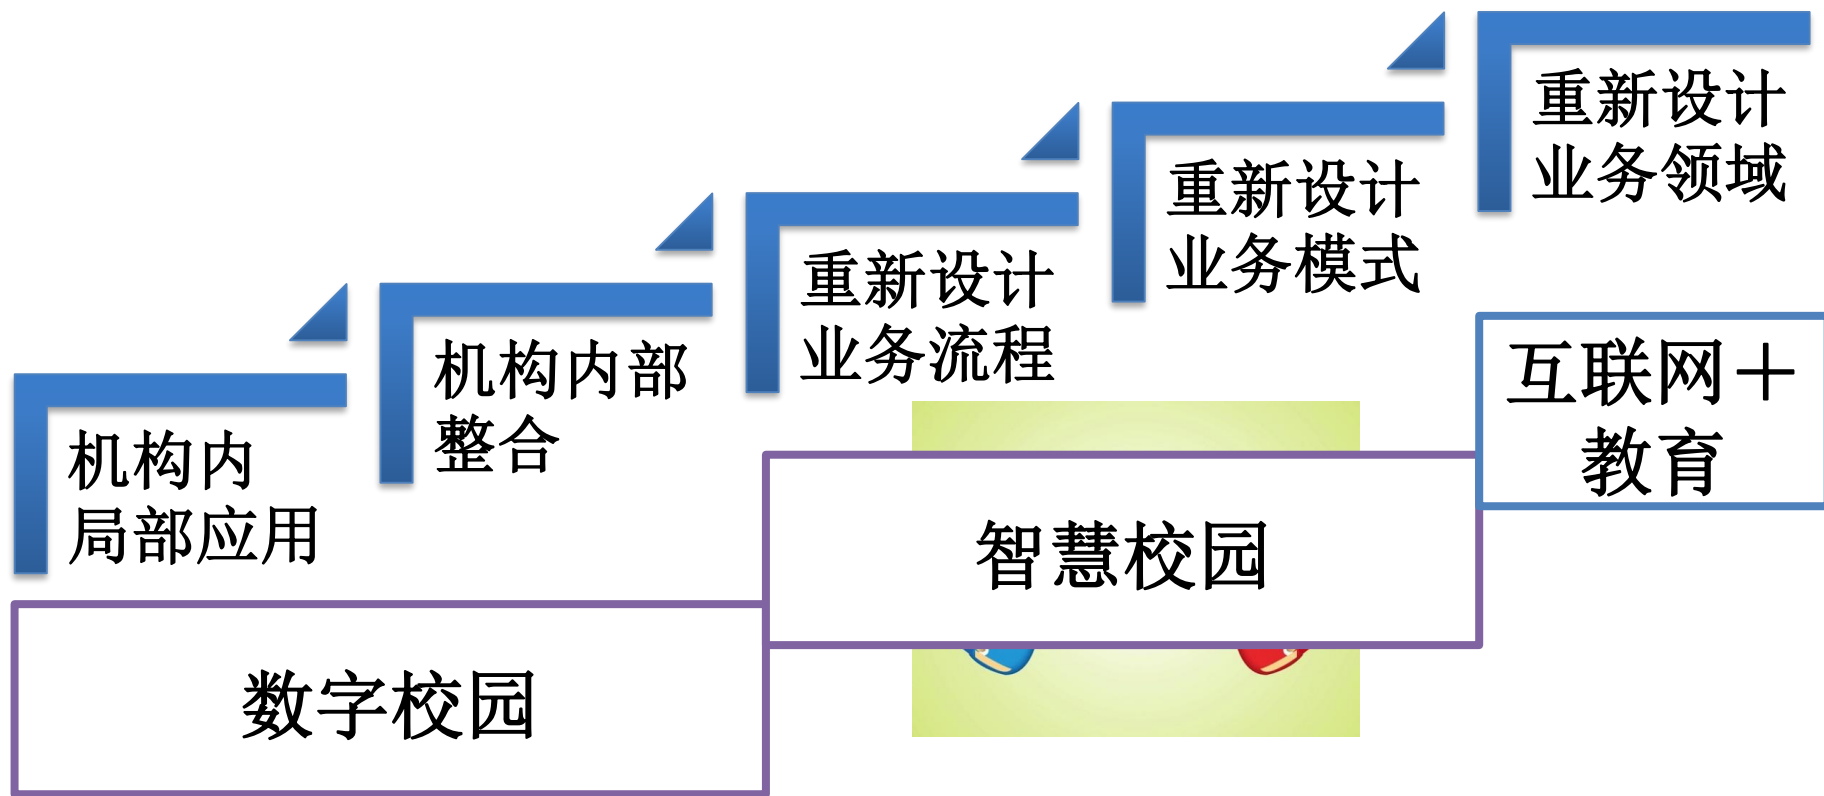 机构内
局部应用
机构内部
整合
重新设计
业务流程
重新设计
业务模式
重新设计
业务领域
数字校园
智慧校园
互联网＋
教育